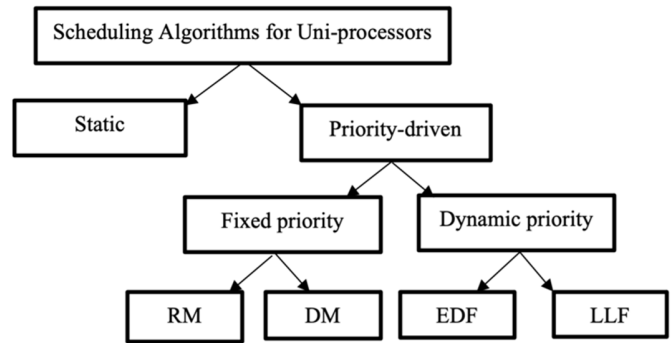 Scheduling Algorithms for Uni-processors
Static
Priority-driven
Fixed priority
Dynamic priority
RM
DM
EDF
LLF